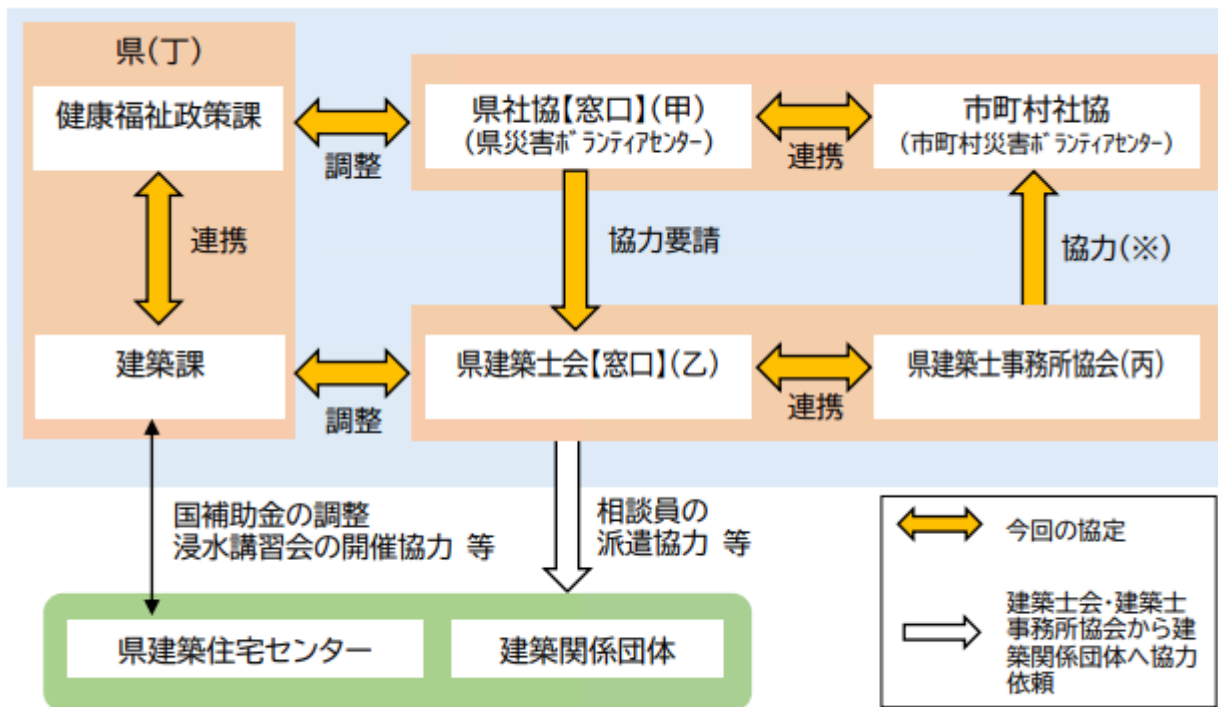 県(丁)
健康福祉政策課
調整
県社協【窓口】(甲)
(県災害ﾎﾞﾗﾝﾃｨｱｾﾝﾀｰ)
連携
市町村社協
(市町村災害ﾎﾞﾗﾝﾃｨｱｾﾝﾀｰ)
連携
協力要請
協力(※)
建築課
調整
県建築士会【窓口】(乙)
連携
県建築士事務所協会(丙)
国補助金の調整
浸水講習会の開催協力 等
相談員の
派遣協力 等
県建築住宅センター
建築関係団体
今回の協定
建築士会・建築士
事務所協会から建
築関係団体へ協力
依頼